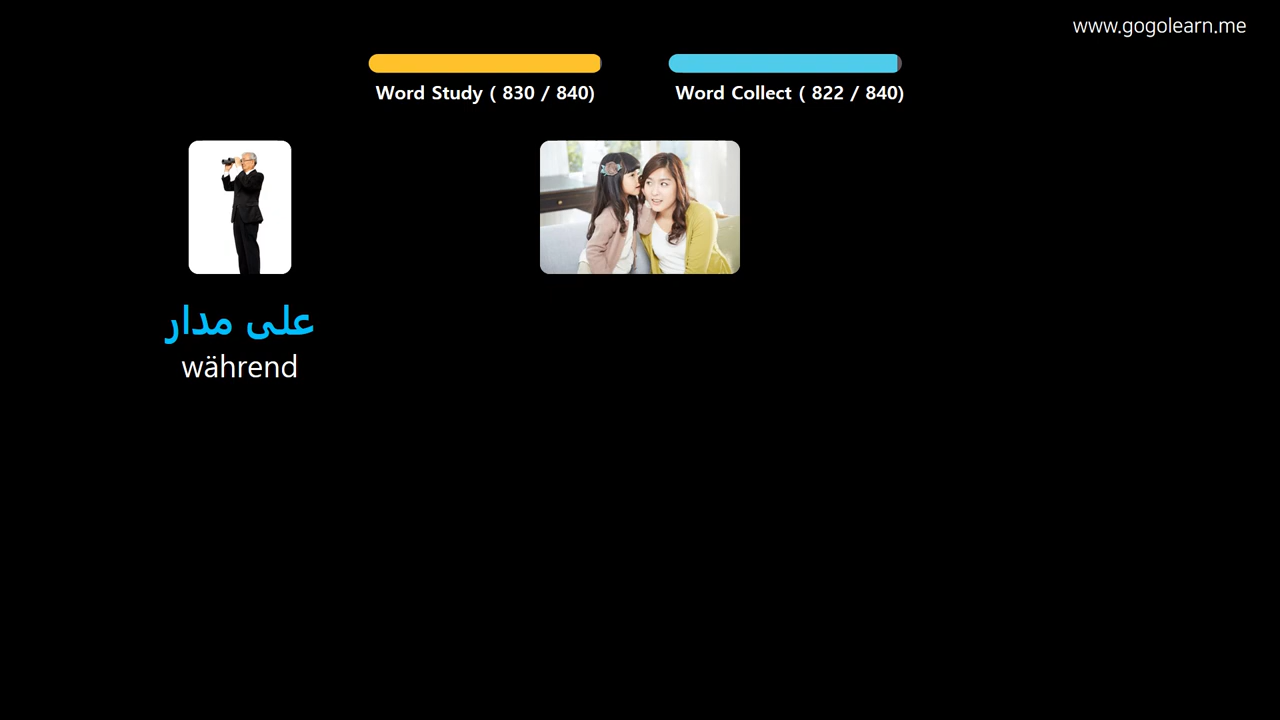 www.gogolearn.me
Word Study ( 830 / 840)
Word Collect ( 822 / 840)
على مدار
während